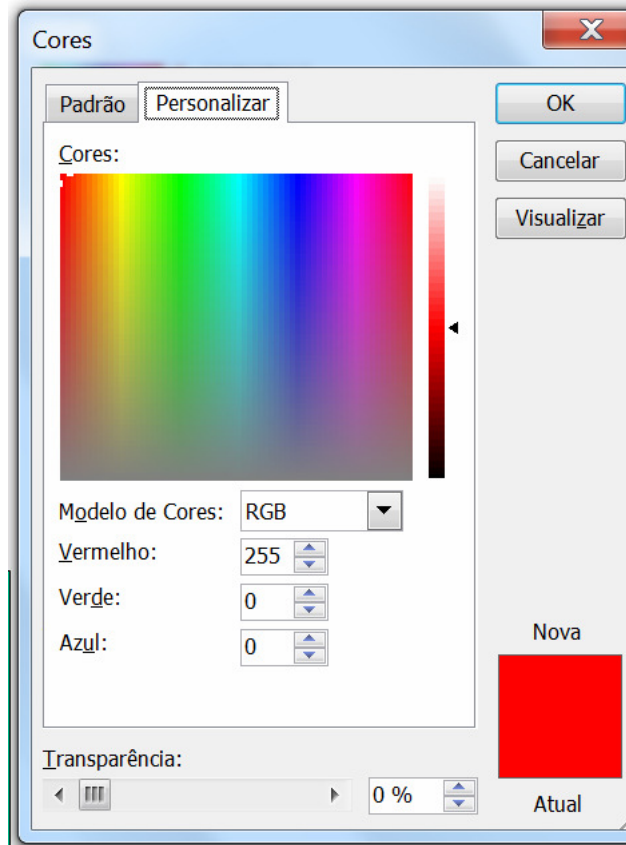 Cores
Padrão Personalizar
OK
Cores:
Cancelar
Visualizar
Modelo de Cores: RGB
Vermelho: 255
Verde: 0
Azul: 0
Nova
Transparência:
0 %
Atual